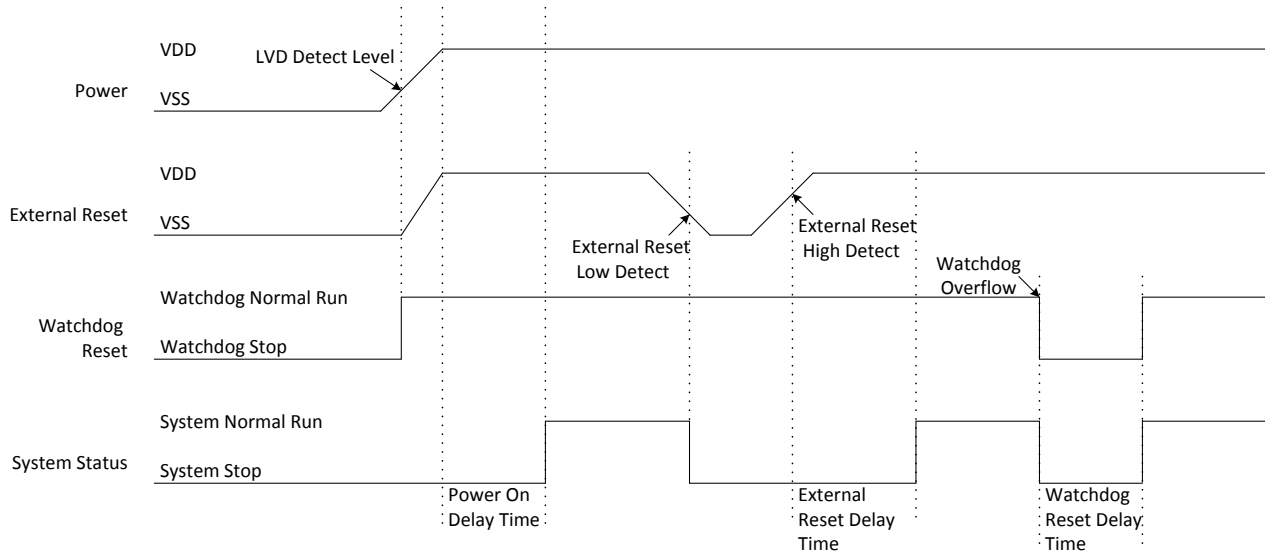 VDD
LVD Detect Level
Power
VSS
VDD
External Reset
VSS
External Reset
Low Detect
External Reset
High Detect
Watchdog
Overflow
Watchdog Normal Run
Watchdog
Reset
Watchdog Stop
System Normal Run
System Status
System Stop
Power On
Delay Time
External
Reset Delay
Time
Watchdog
Reset Delay
Time